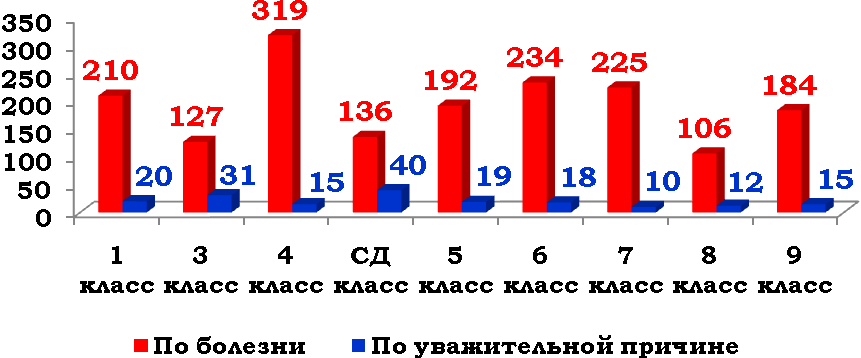 350
300
250
200
150
100
50
0
210
20
127
31
319
15
136
40
192
19
234
18
225
10
106
12
184
15
1 класс
3 класс
4 класс
СД класс
5 класс
6 класс
7 класс
8 класс
9 класс
По болезни
По уважительной причине